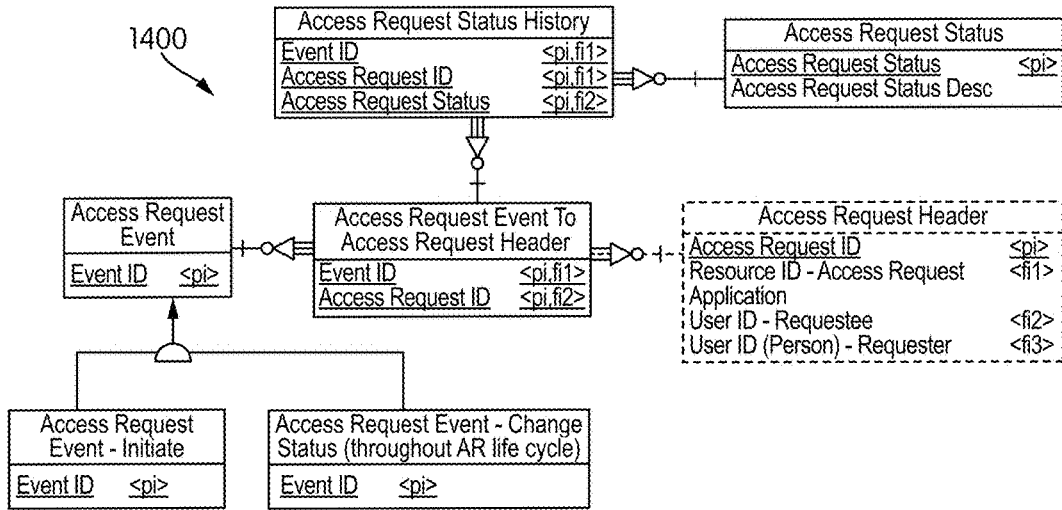 1400
Access Request Status History
Event ID <pi,fi1>
Access Request ID <pi,fi1>
Access Request Status <pi,fi2>
Access Request Status
Access Request Status <pi>
Access Request Status Desc
Access Request
Event
Event ID <pi>
Access Request Event To
Access Request Header
Event ID <pi,fi1>
Access Request ID <pi,fi2>
Access Request Header
Access Request ID <pi>
Resource ID - Access Request <fi1>
Application
User ID - Requestee <fi2>
User ID (Person) - Requester <fi3>
Access Request
Event - Initiate
Event ID <pi>
Access Request Event - Change
Status (throughout AR life cycle)
Event ID <pi>